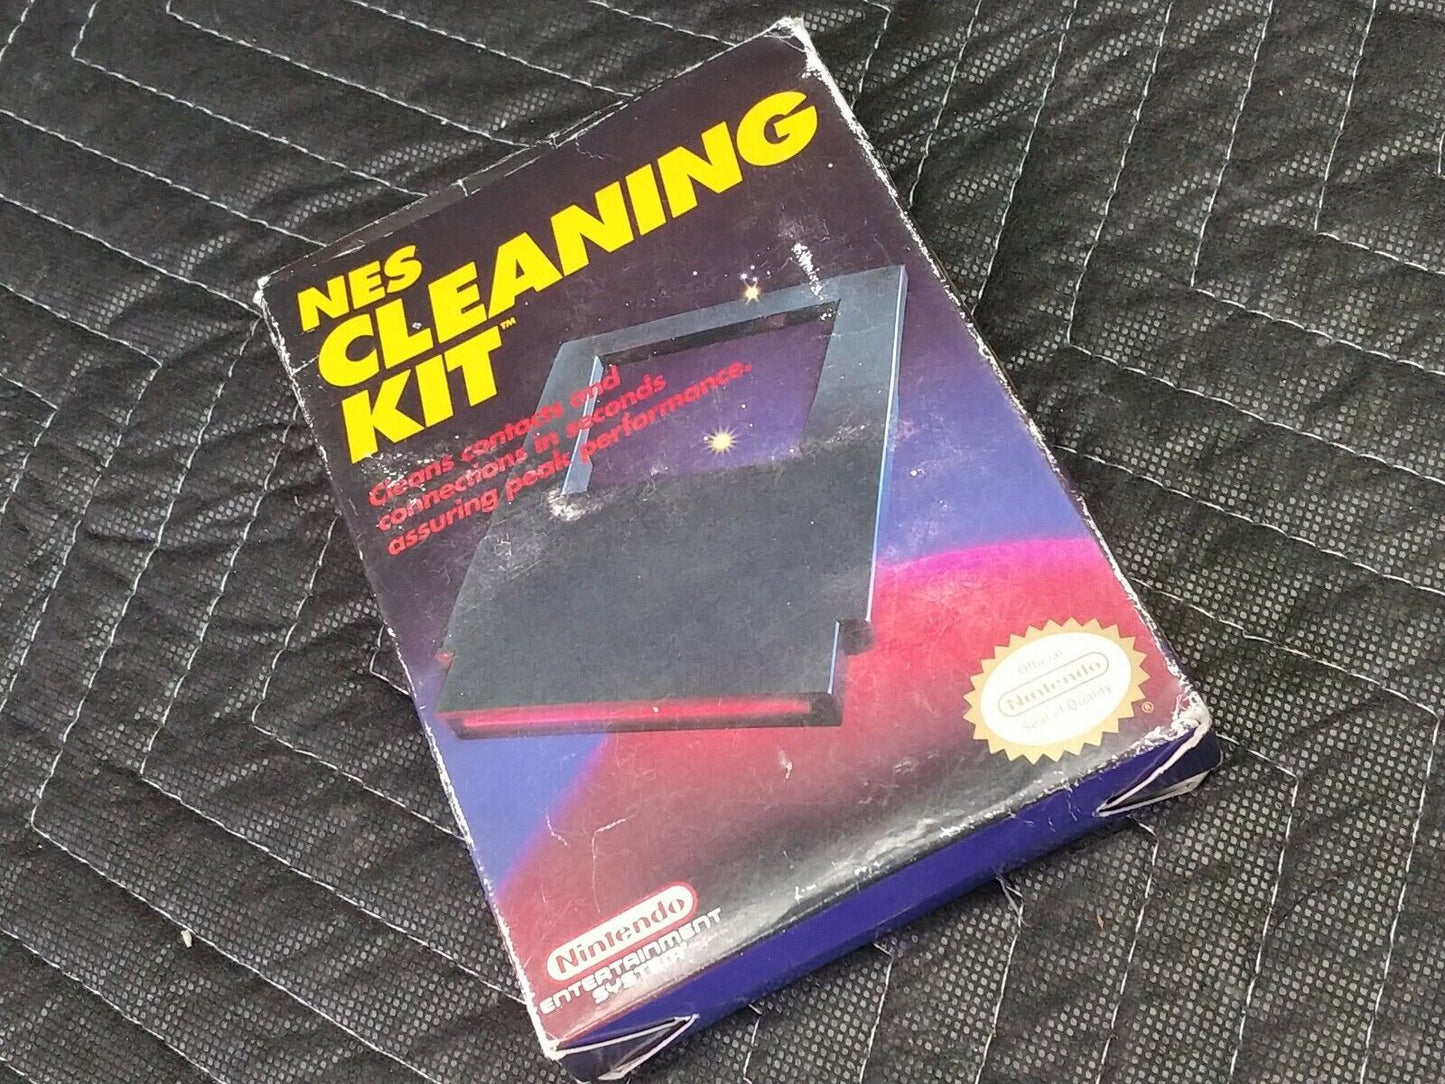 NES
CLEANING
KIT™
Cleans contacts and
connections in seconds
assuring peak performance.
Official
Nintendo
Seal of Quality
®
Nintendo
ENTERTAINMENT
SYSTEM